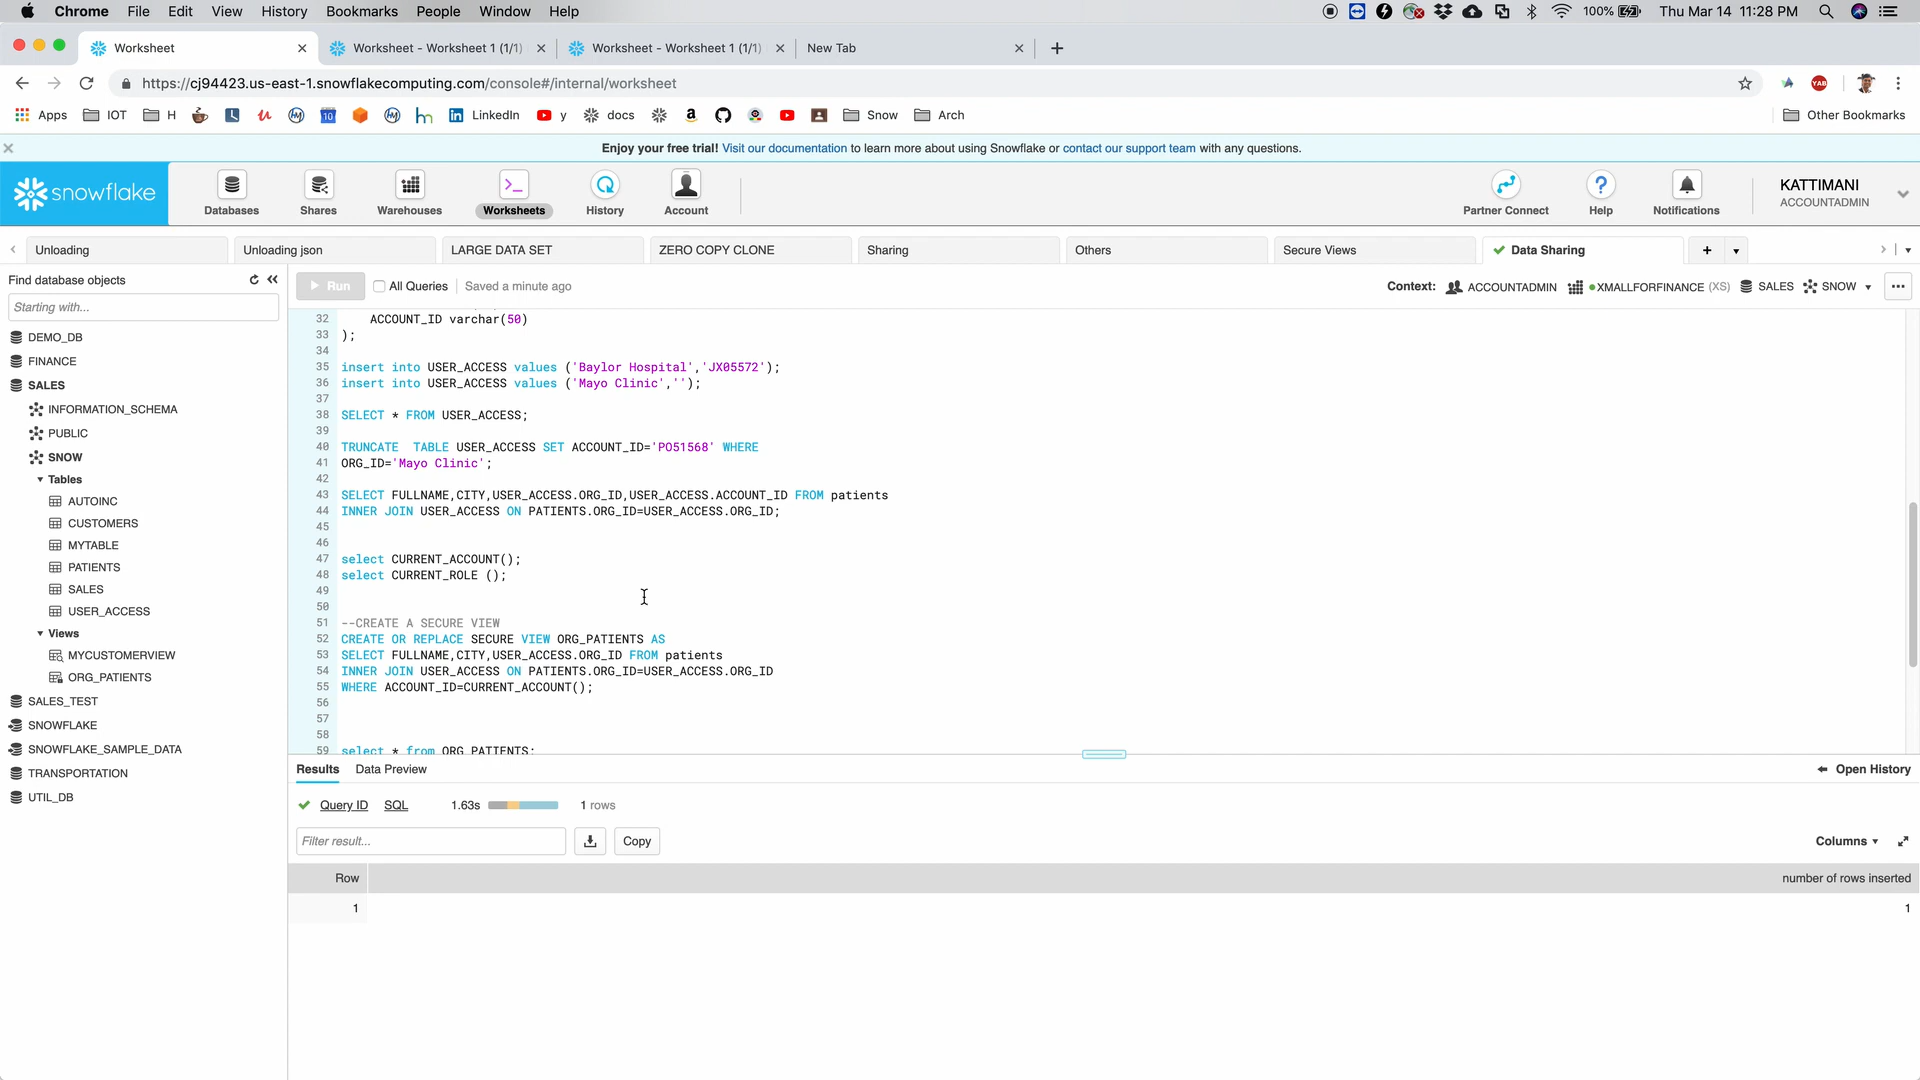 Chrome File Edit View History Bookmarks People Window Help 100% Thu Mar 14 11:28 PM
Worksheet Worksheet - Worksheet 1 (1/1) Worksheet - Worksheet 1 (1/1) New Tab
https://cj94423.us-east-1.snowflakecomputing.com/console#/internal/worksheet
Apps IOT H 10 LinkedIn y docs Snow Arch Other Bookmarks
Enjoy your free trial! Visit our documentation to learn more about using Snowflake or contact our support team with any questions.
snowflake
Databases Shares Warehouses Worksheets History Account Partner Connect Help Notifications
KATTIMANI
ACCOUNTADMIN
Unloading Unloading json LARGE DATA SET ZERO COPY CLONE Sharing Others Secure Views Data Sharing
Find database objects
Starting with...
DEMO_DB
FINANCE
SALES
INFORMATION_SCHEMA
PUBLIC
SNOW
Tables
AUTOINC
CUSTOMERS
MYTABLE
PATIENTS
SALES
USER_ACCESS
Views
MYCUSTOMERVIEW
ORG_PATIENTS
SALES_TEST
SNOWFLAKE
SNOWFLAKE_SAMPLE_DATA
TRANSPORTATION
UTIL_DB
Run All Queries Saved a minute ago Context: ACCOUNTADMIN XMALLFORFINANCE (XS) SALES SNOW
32 ACCOUNT_ID varchar(50)
33 );
34
35 insert into USER_ACCESS values ('Baylor Hospital','JX05572');
36 insert into USER_ACCESS values ('Mayo Clinic','');
37
38 SELECT * FROM USER_ACCESS;
39
40 TRUNCATE  TABLE USER_ACCESS SET ACCOUNT_ID='PO51568' WHERE
41 ORG_ID='Mayo Clinic';
42
43 SELECT FULLNAME,CITY,USER_ACCESS.ORG_ID,USER_ACCESS.ACCOUNT_ID FROM patients
44 INNER JOIN USER_ACCESS ON PATIENTS.ORG_ID=USER_ACCESS.ORG_ID;
45
46
47 select CURRENT_ACCOUNT();
48 select CURRENT_ROLE ();
49
50
51 --CREATE A SECURE VIEW
52 CREATE OR REPLACE SECURE VIEW ORG_PATIENTS AS
53 SELECT FULLNAME,CITY,USER_ACCESS.ORG_ID FROM patients
54 INNER JOIN USER_ACCESS ON PATIENTS.ORG_ID=USER_ACCESS.ORG_ID
55 WHERE ACCOUNT_ID=CURRENT_ACCOUNT();
56
57
58
59 select * from ORG_PATIENTS;
Results Data Preview Open History
Query ID SQL 1.63s 1 rows
Filter result... Copy Columns
Row number of rows inserted
1 1